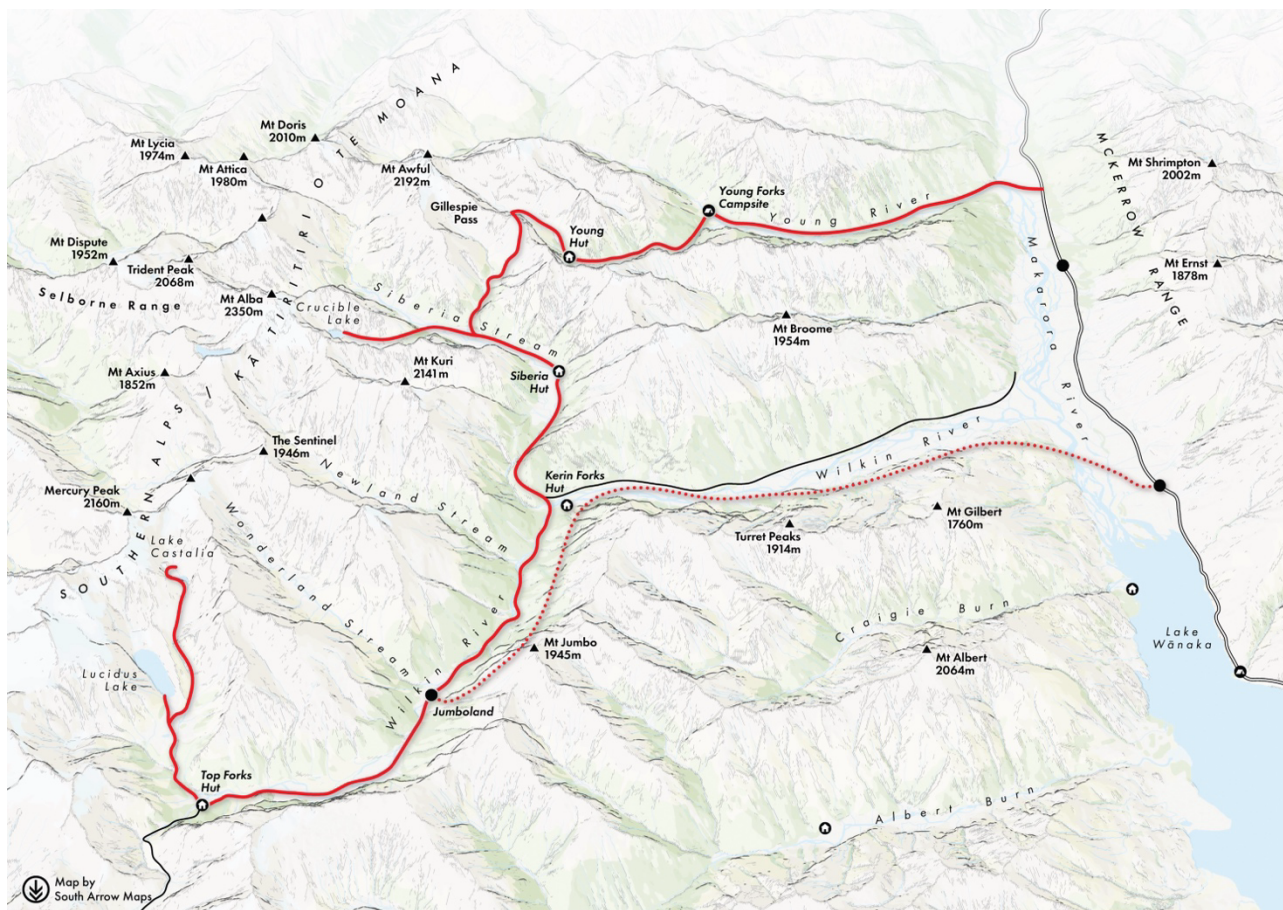 SOUTHERN ALPS / KĀ TIRITIRI O TE MOANA
Mt Doris
2010m
Mt Lycia
1974m
Mt Attica
1980m
Mt Awful
2192m
Gillespie
Pass
Young Forks
Campsite
Young River
MCKERROW RANGE
Mt Shrimpton
2002m
Young
Hut
Mt Dispute
1952m
Trident Peak
2068m
Selborne Range
Mt Alba
2350m
Crucible
Lake
Siberia Stream
Makarora River
Mt Ernst
1878m
Mt Broome
1954m
Mt Axius
1852m
Mt Kuri
2141m
Siberia
Hut
The Sentinel
1946m
Newland Stream
Kerin Forks
Hut
Wilkin River
Mercury Peak
2160m
Lake
Castalia
Wonderland Stream
Turret Peaks
1914m
Mt Gilbert
1760m
Craigie Burn
Lake
Wānaka
Mt Jumbo
1945m
Mt Albert
2064m
Lucidus
Lake
Wilkin River
Jumboland
Top Forks
Hut
Albert Burn
Map by
South Arrow Maps